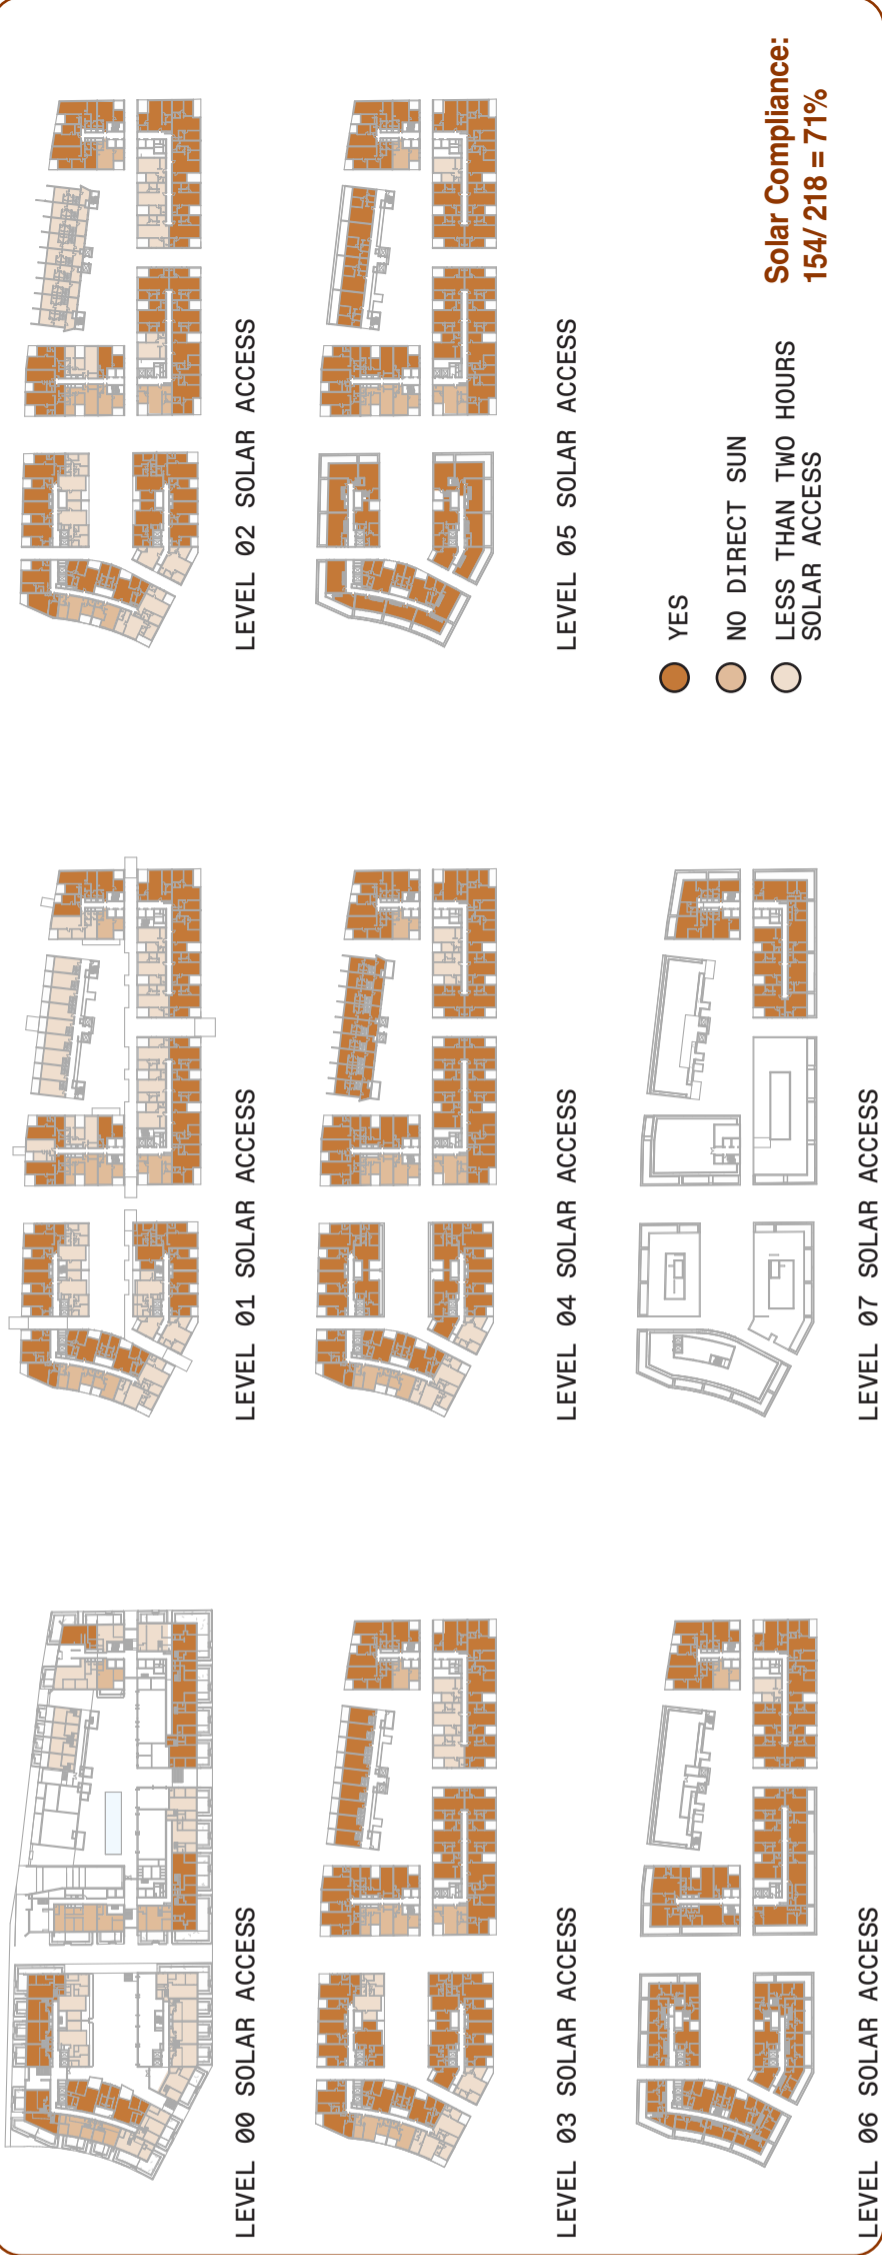 LEVEL 00 SOLAR ACCESS
LEVEL 01 SOLAR ACCESS
LEVEL 02 SOLAR ACCESS
LEVEL 03 SOLAR ACCESS
LEVEL 04 SOLAR ACCESS
LEVEL 05 SOLAR ACCESS
LEVEL 06 SOLAR ACCESS
LEVEL 07 SOLAR ACCESS
YES
NO DIRECT SUN
LESS THAN TWO HOURS
SOLAR ACCESS
Solar Compliance:
154/ 218 = 71%